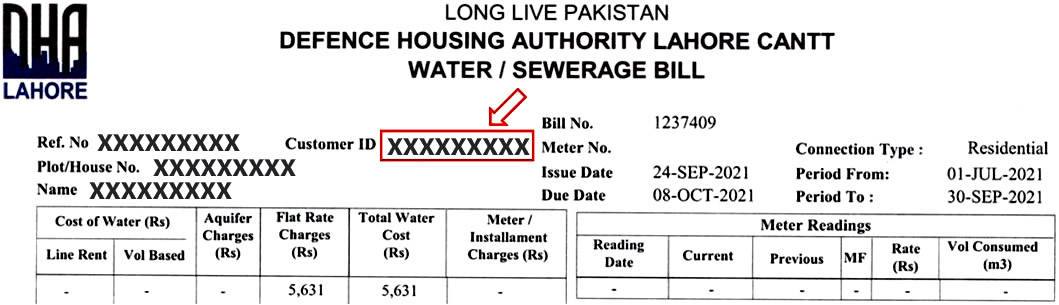 LONG LIVE PAKISTAN
DEFENCE HOUSING AUTHORITY LAHORE CANTT
WATER / SEWERAGE BILL
DHA
LAHORE
Ref. No XXXXXXXXX
Plot/House No. XXXXXXXXX
Name XXXXXXXXX
Customer ID XXXXXXXXX
Bill No. 1237409
Meter No.
Issue Date 24-SEP-2021
Due Date 08-OCT-2021
Connection Type : Residential
Period From: 01-JUL-2021
Period To : 30-SEP-2021
Cost of Water (Rs)
Line Rent
Vol Based
Aquifer
Charges
(Rs)
Flat Rate
Charges
(Rs)
Total Water
Cost
(Rs)
Meter /
Installament
Charges (Rs)
- - - 5,631 5,631 -
Meter Readings
Reading
Date
Current
Previous
MF
Rate
(Rs)
Vol Consumed
(m3)
- - - - - -